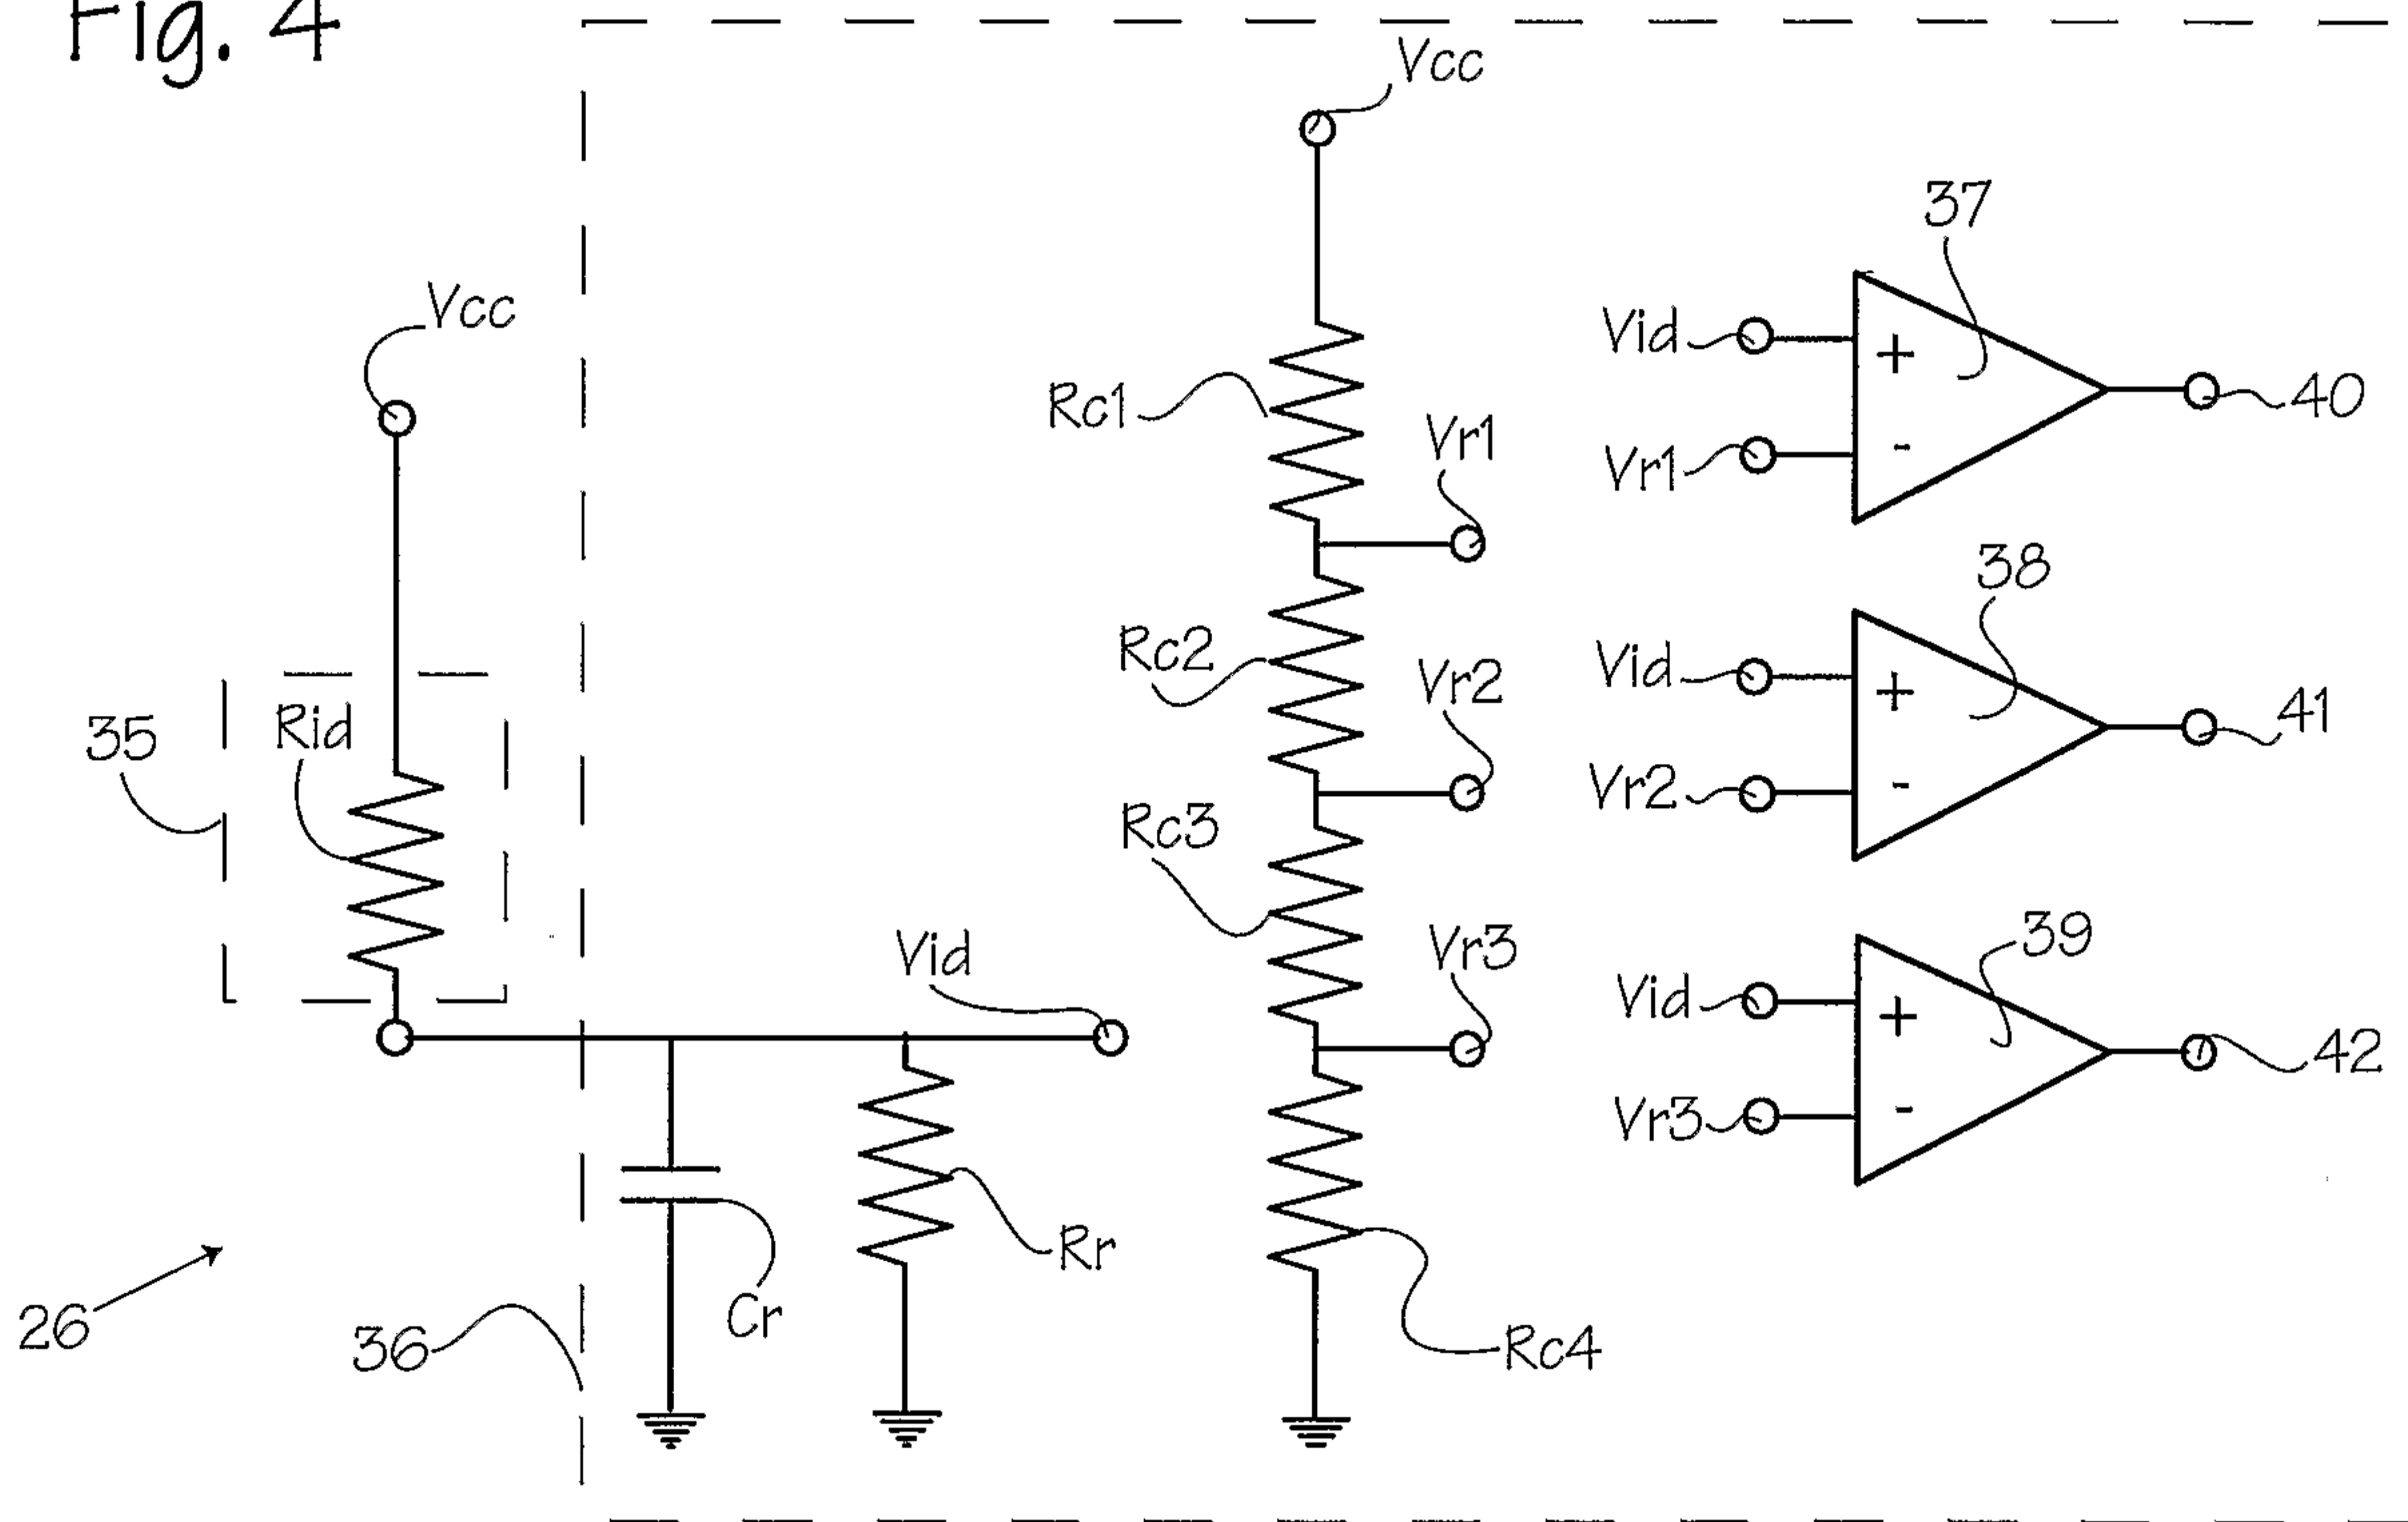 Fig. 4
Vcc
Vcc
37
Vid
+
Rc1
Vr1
40
Vr1
-
38
Rc2
Vid
+
Vr2
41
35
Rid
Vr2
-
Rc3
39
Vid
Vr3
Vid
+
42
Vr3
-
Rr
26
Cr
36
Rc4